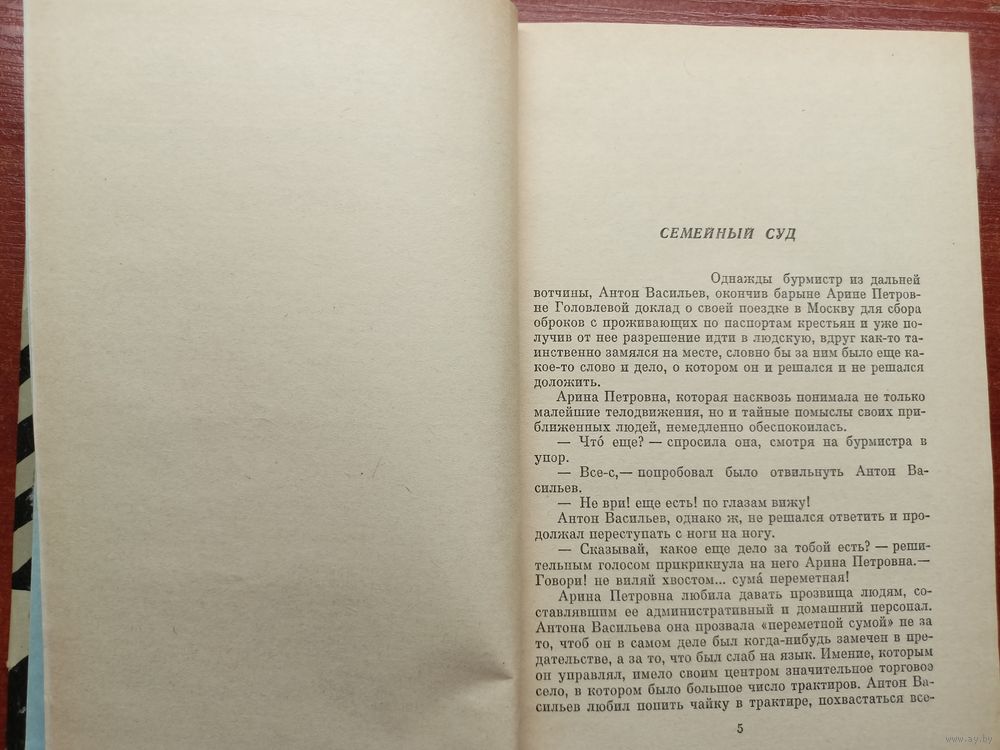 СЕМЕЙНЫЙ СУД
Однажды бурмистр из дальней
вотчины, Антон Васильев, окончив барыне Арине Петров-
не Головлевой доклад о своей поездке в Москву для сбора
оброков с проживающих по паспортам крестьян и уже по-
лучив от нее разрешение идти в людскую, вдруг как-то та-
инственно замялся на месте, словно бы за ним было еще ка-
кое-то слово и дело, о котором он и решался и не решался
доложить.
Арина Петровна, которая насквозь понимала не только
малейшие телодвижения, но и тайные помыслы своих при-
ближенных людей, немедленно обеспокоилась.
— Что́ еще? — спросила она, смотря на бурмистра в
упор.
— Все-с,— попробовал было отвильнуть Антон Ва-
сильев.
— Не ври! еще есть! по глазам вижу!
Антон Васильев, однако ж, не решался ответить и про-
должал переступать с ноги на ногу.
— Сказывай, какое еще дело за тобой есть? — реши-
тельным голосом прикрикнула на него Арина Петровна.—
Говори! не виляй хвостом... сума́ переметная!
Арина Петровна любила давать прозвища людям, со-
ставлявшим ее административный и домашний персонал.
Антона Васильева она прозвала «переметной сумой» не за
то, чтоб он в самом деле был когда-нибудь замечен в пре-
дательстве, а за то, что был слаб на язык. Имение, которым
он управлял, имело своим центром значительное торговое
село, в котором было большое число трактиров. Антон Ва-
сильев любил попить чайку в трактире, похвастаться все-
5
www.ay.by